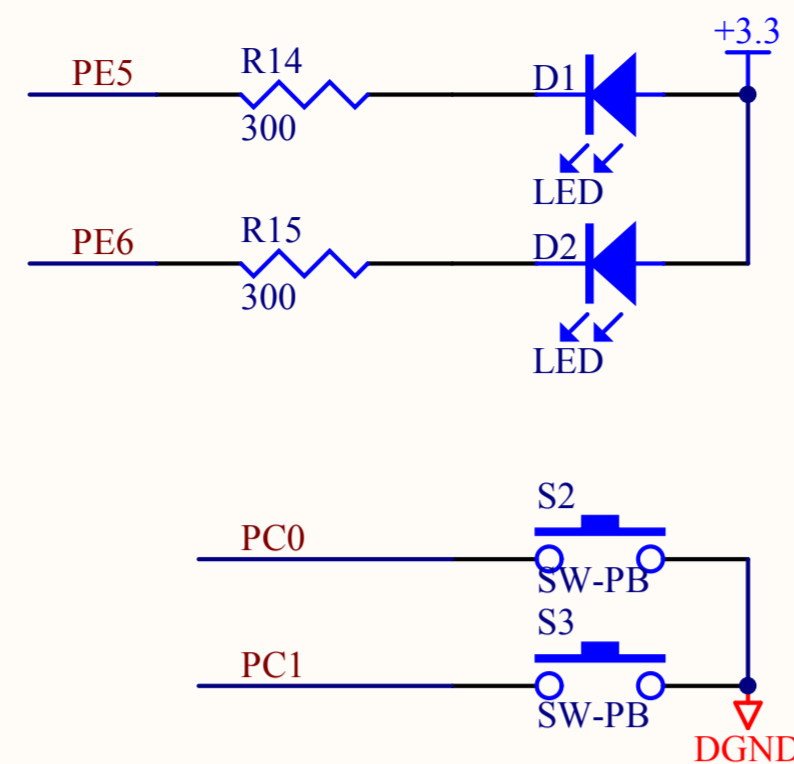 +3.3
PE5
R14
300
D1
LED
PE6
R15
300
D2
LED
S2
PC0
SW-PB
S3
PC1
SW-PB
DGND